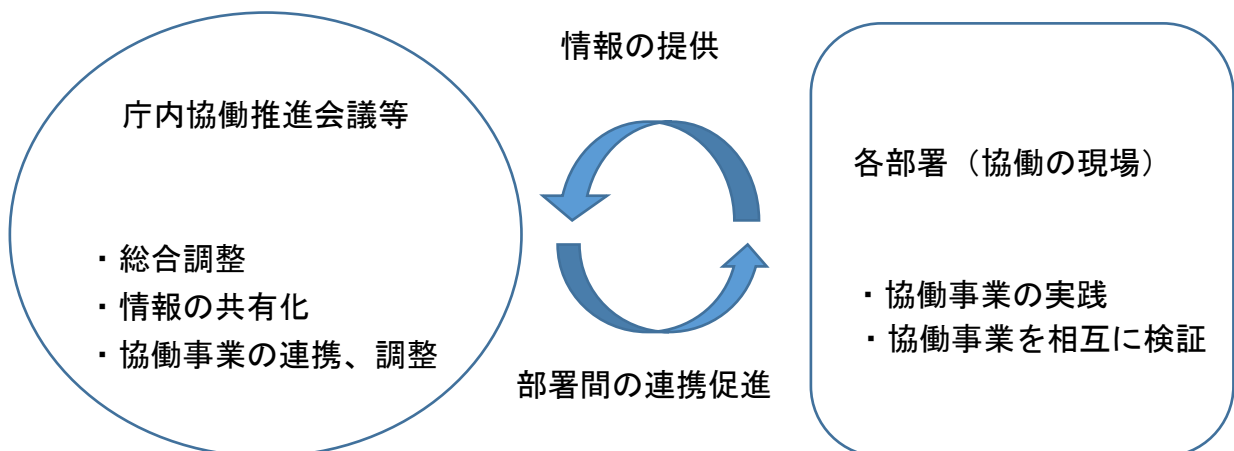 情報の提供
庁内協働推進会議等
・総合調整
・情報の共有化
・協働事業の連携、調整
各部署（協働の現場）
・協働事業の実践
・協働事業を相互に検証
部署間の連携促進